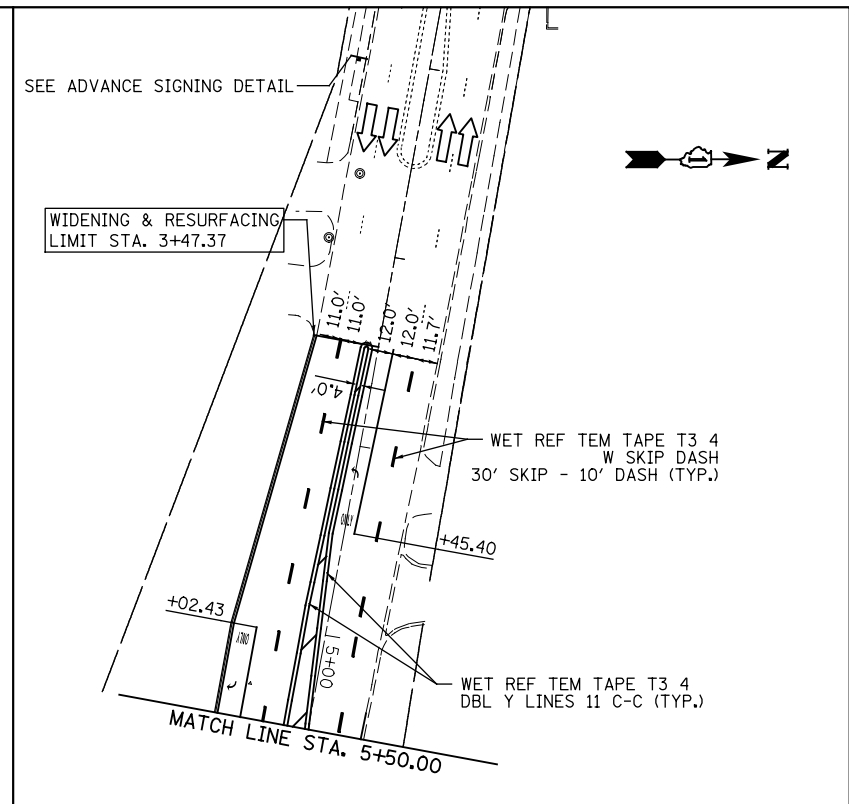 SEE ADVANCE SIGNING DETAIL
N
WIDENING & RESURFACING
LIMIT STA. 3+47.37
11.0'
11.0'
12.0'
12.0'
11.7'
4.0'
WET REF TEM TAPE T3 4
W SKIP DASH
30' SKIP - 10' DASH (TYP.)
ONLY
+45.40
+02.43
ONLY
15+00
WET REF TEM TAPE T3 4
DBL Y LINES 11 C-C (TYP.)
MATCH LINE STA. 5+50.00